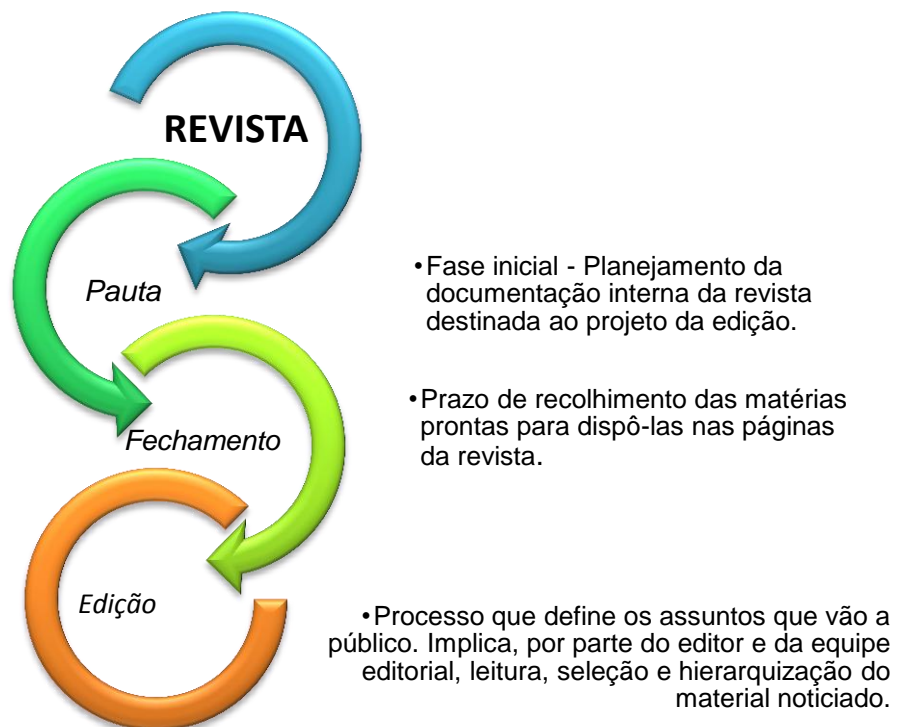 REVISTA
Pauta
•Fase inicial - Planejamento da
documentação interna da revista
destinada ao projeto da edição.
Fechamento
•Prazo de recolhimento das matérias
prontas para dispô-las nas páginas
da revista.
Edição
•Processo que define os assuntos que vão a
público. Implica, por parte do editor e da equipe
editorial, leitura, seleção e hierarquização do
material noticiado.